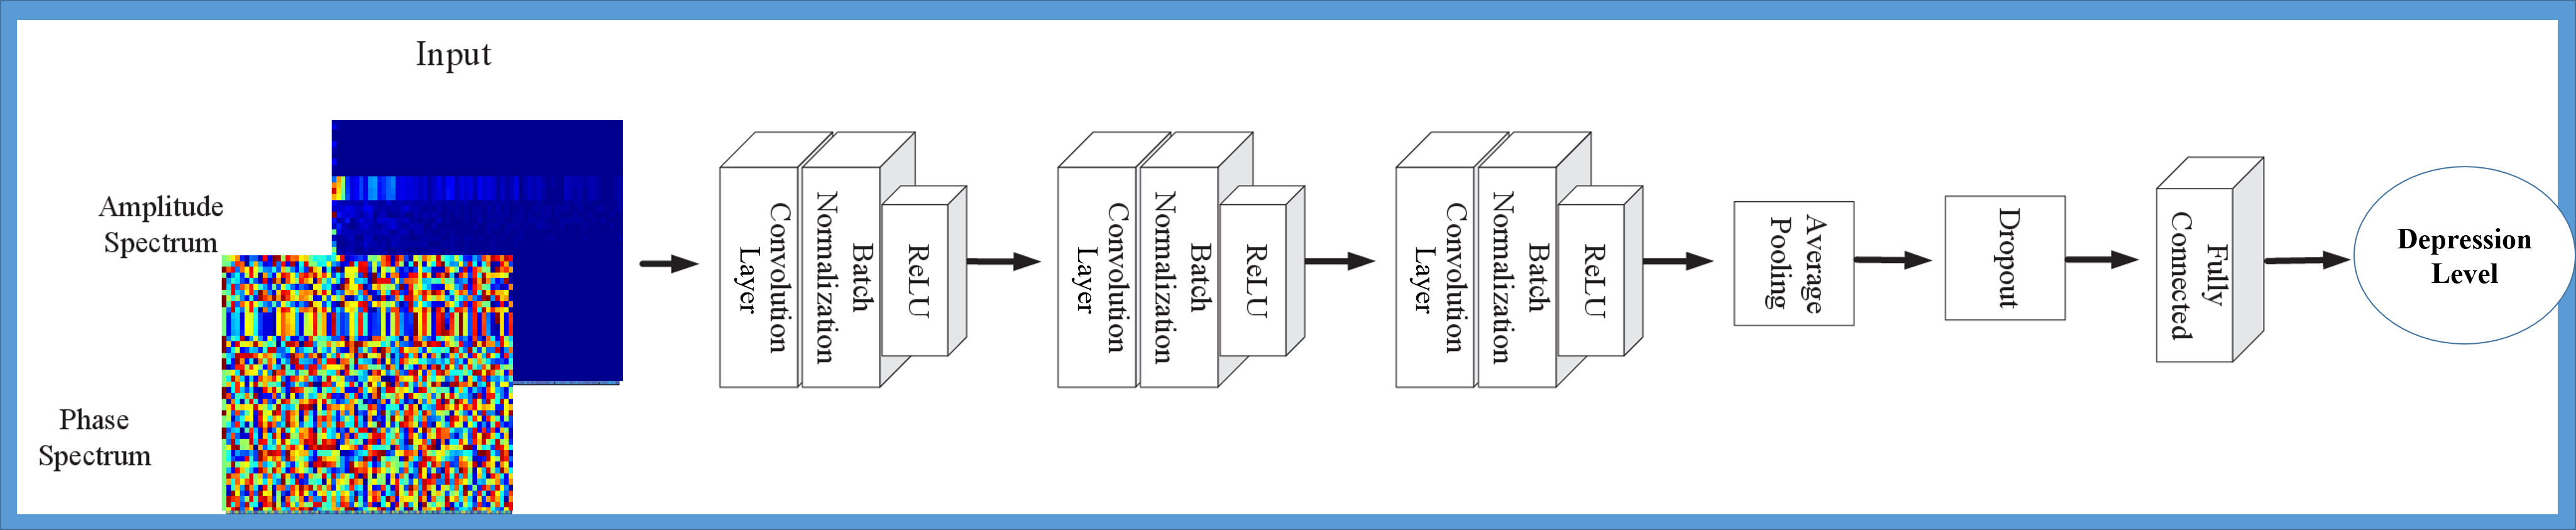 Input
Amplitude
Spectrum
Phase
Spectrum
Convolution
Layer
Batch
Normalization
ReLU
Convolution
Layer
Batch
Normalization
ReLU
Convolution
Layer
Batch
Normalization
ReLU
Average
Pooling
Dropout
Fully
Connected
Depression
Level